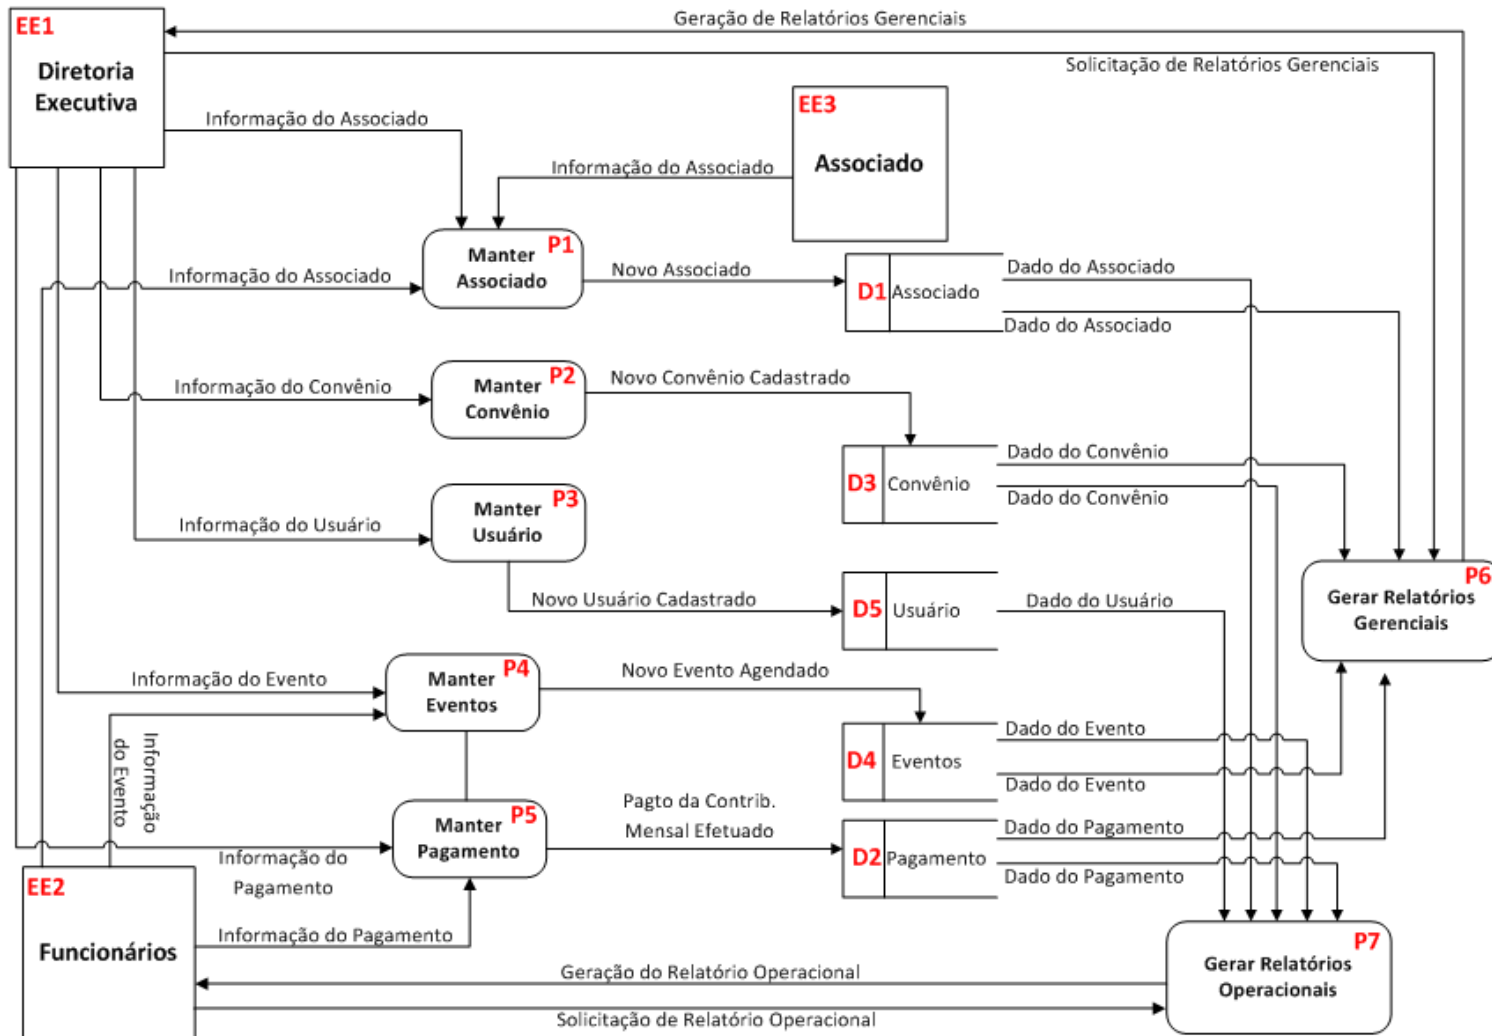 Geração de Relatórios Gerenciais
EE1
Diretoria
Executiva
Solicitação de Relatórios Gerenciais
EE3
Associado
Informação do Associado
Informação do Associado
P1
Manter
Associado
Informação do Associado
Novo Associado
D1 Associado
Dado do Associado
Dado do Associado
P2
Manter
Convênio
Informação do Convênio
Novo Convênio Cadastrado
D3 Convênio
Dado do Convênio
Dado do Convênio
P3
Manter
Usuário
Informação do Usuário
Novo Usuário Cadastrado
D5 Usuário
Dado do Usuário
P6
Gerar Relatórios
Gerenciais
P4
Manter
Eventos
Informação do Evento
Novo Evento Agendado
Informação
do Evento
D4 Eventos
Dado do Evento
Dado do Evento
P5
Manter
Pagamento
Pagto da Contrib.
Mensal Efetuado
D2 Pagamento
Dado do Pagamento
Dado do Pagamento
Informação do
Pagamento
EE2
Funcionários
Informação do Pagamento
P7
Gerar Relatórios
Operacionais
Geração do Relatório Operacional
Solicitação de Relatório Operacional